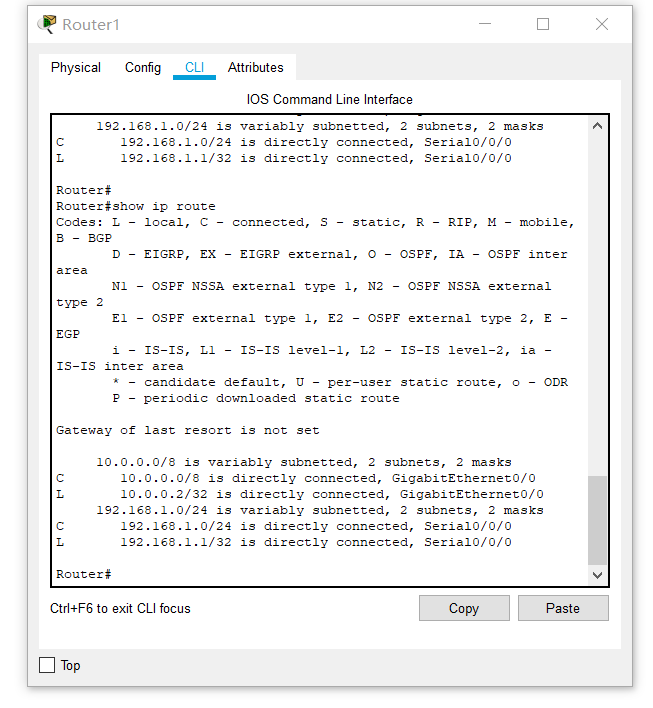 Router1
Physical Config CLI Attributes
IOS Command Line Interface
192.168.1.0/24 is variably subnetted, 2 subnets, 2 masks
C 192.168.1.0/24 is directly connected, Serial0/0/0
L 192.168.1.1/32 is directly connected, Serial0/0/0
Router#
Router#show ip route
Codes: L - local, C - connected, S - static, R - RIP, M - mobile,
B - BGP
D - EIGRP, EX - EIGRP external, O - OSPF, IA - OSPF inter
area
N1 - OSPF NSSA external type 1, N2 - OSPF NSSA external
type 2
E1 - OSPF external type 1, E2 - OSPF external type 2, E -
EGP
i - IS-IS, L1 - IS-IS level-1, L2 - IS-IS level-2, ia -
IS-IS inter area
* - candidate default, U - per-user static route, o - ODR
P - periodic downloaded static route
Gateway of last resort is not set
10.0.0.0/8 is variably subnetted, 2 subnets, 2 masks
C 10.0.0.0/8 is directly connected, GigabitEthernet0/0
L 10.0.0.2/32 is directly connected, GigabitEthernet0/0
192.168.1.0/24 is variably subnetted, 2 subnets, 2 masks
C 192.168.1.0/24 is directly connected, Serial0/0/0
L 192.168.1.1/32 is directly connected, Serial0/0/0
Router#
Ctrl+F6 to exit CLI focus Copy Paste
Top